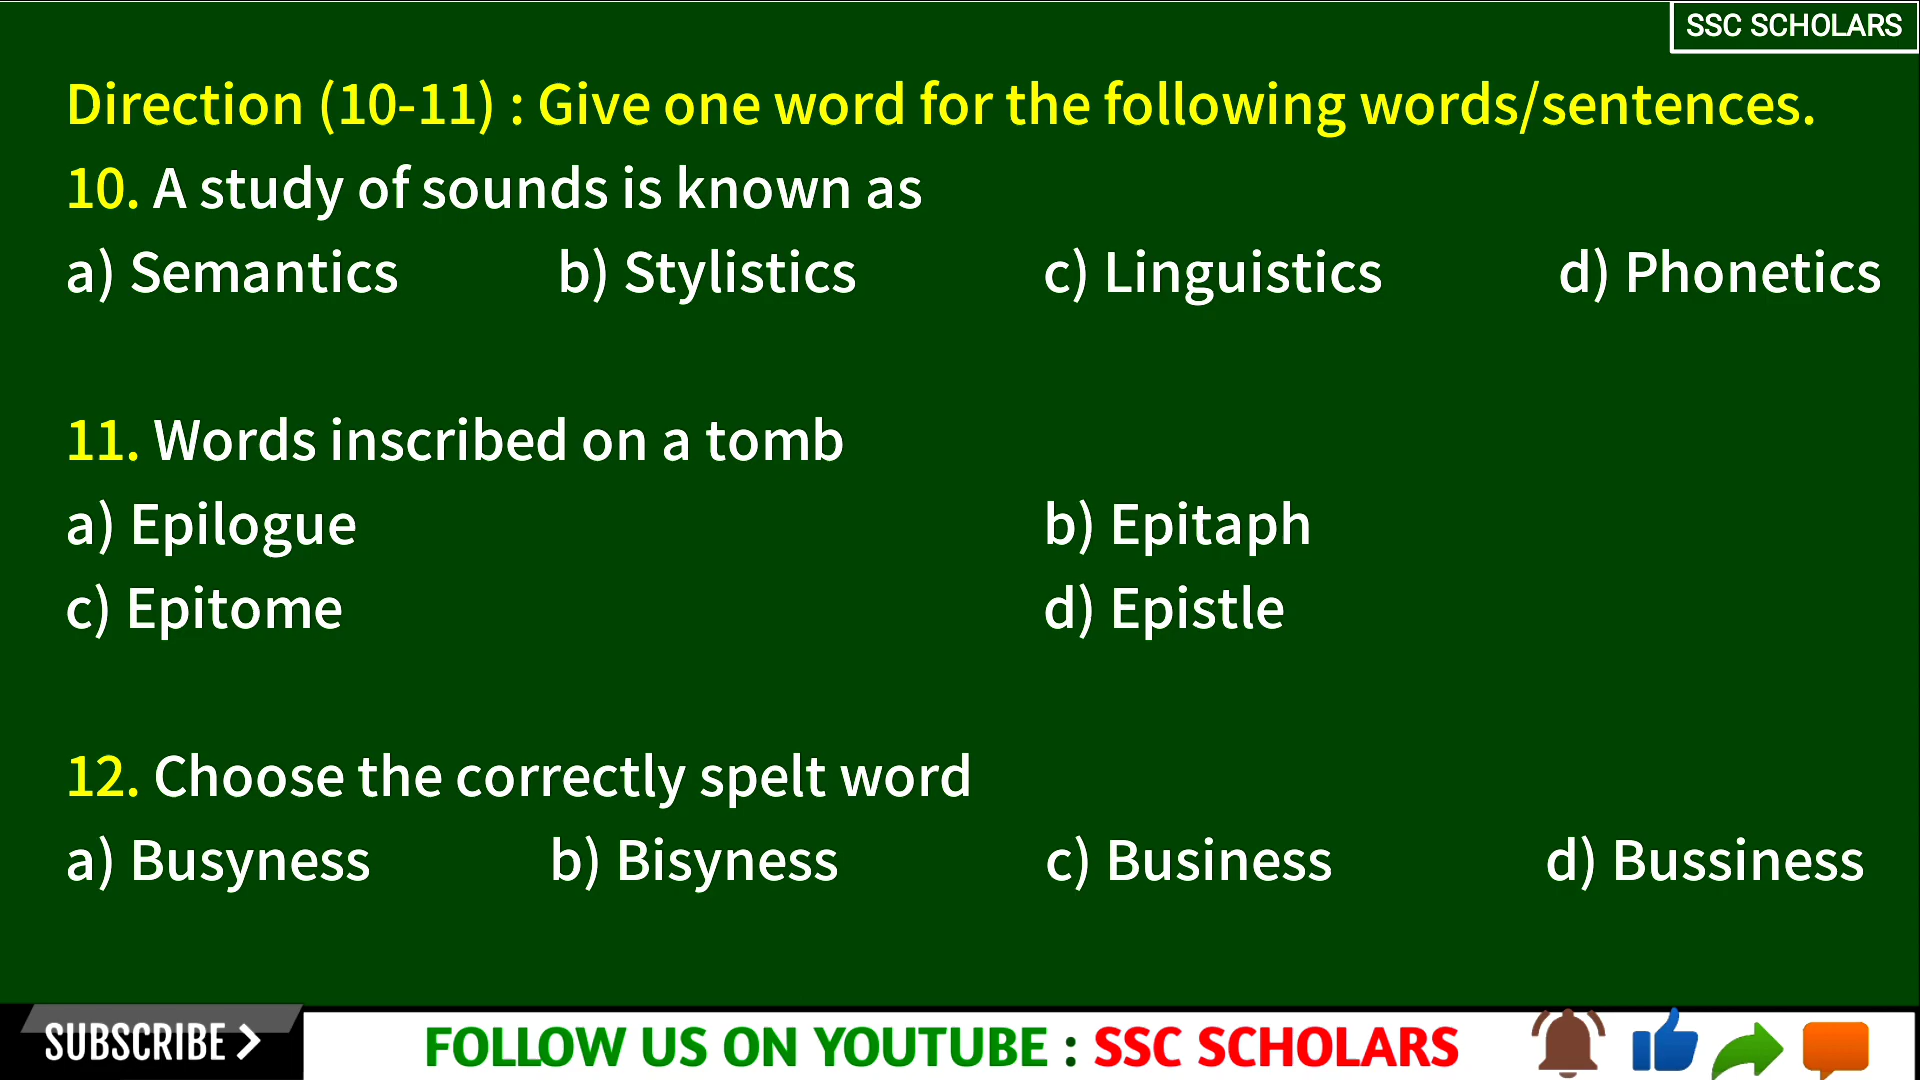 SSC SCHOLARS
Direction (10-11) : Give one word for the following words/sentences.
10. A study of sounds is known as
a) Semantics b) Stylistics c) Linguistics d) Phonetics
11. Words inscribed on a tomb
a) Epilogue b) Epitaph
c) Epitome d) Epistle
12. Choose the correctly spelt word
a) Busyness b) Bisyness c) Business d) Bussiness
SUBSCRIBE FOLLOW US ON YOUTUBE : SSC SCHOLARS